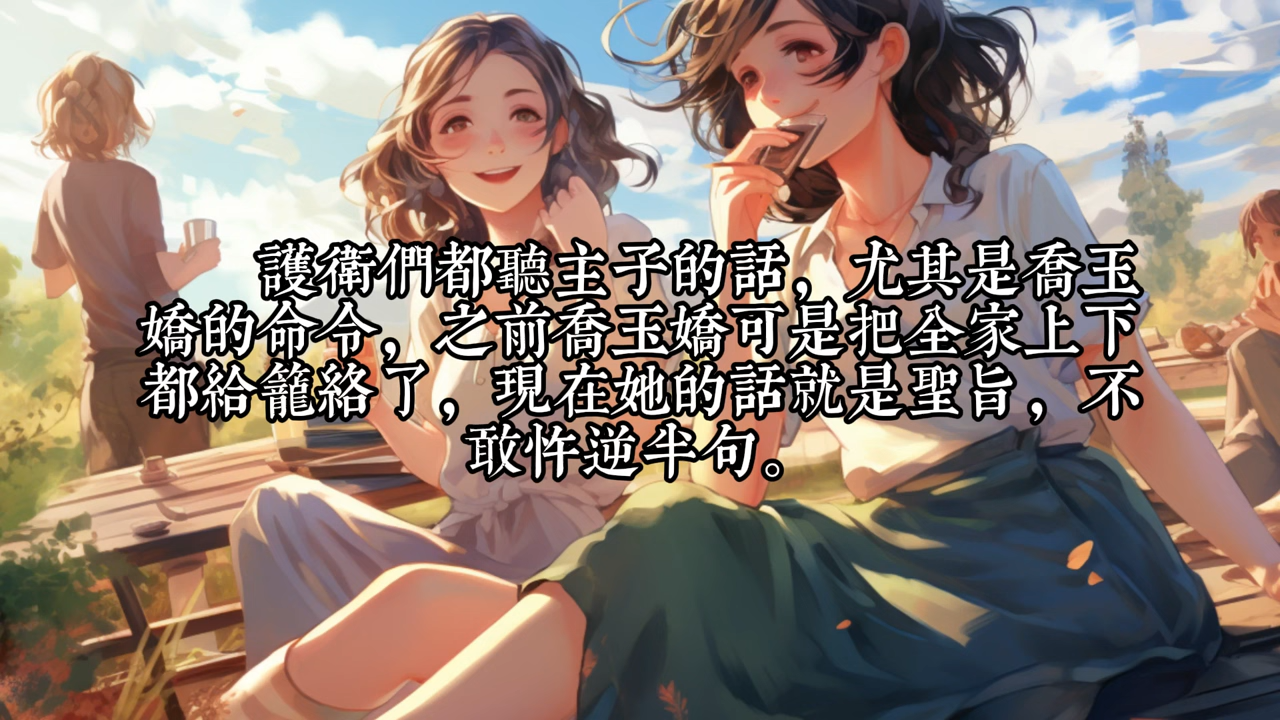 護衛們都聽主子的話，尤其是喬玉
嬌的命令，之前喬玉嬌可是把全家上下
都給籠絡了，現在她的話就是聖旨，不
敢忤逆半句。